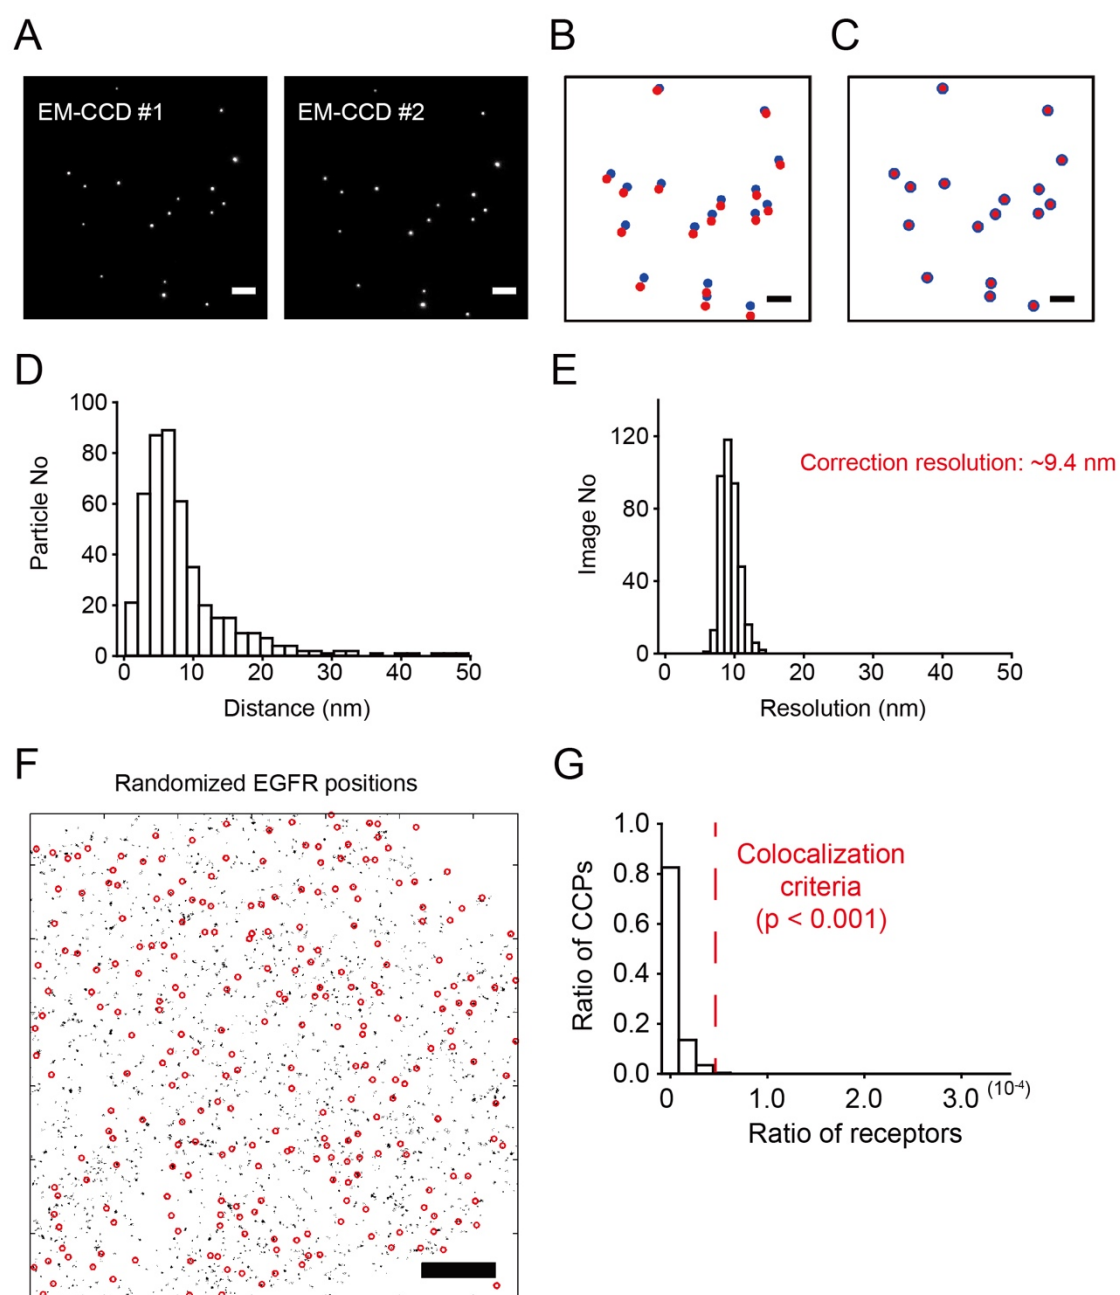 A
B
C
EM-CCD #1
EM-CCD #2
D
Particle No
100
80
60
40
20
0
0 10 20 30 40 50
Distance (nm)
E
Image No
120
80
40
0
Correction resolution: ~9.4 nm
0 10 20 30 40 50
Resolution (nm)
F
Randomized EGFR positions
G
Ratio of CCPs
1.0
0.8
0.6
0.4
0.2
0.0
Colocalization
criteria
(p < 0.001)
0 1.0 2.0 3.0 (10-4)
Ratio of receptors